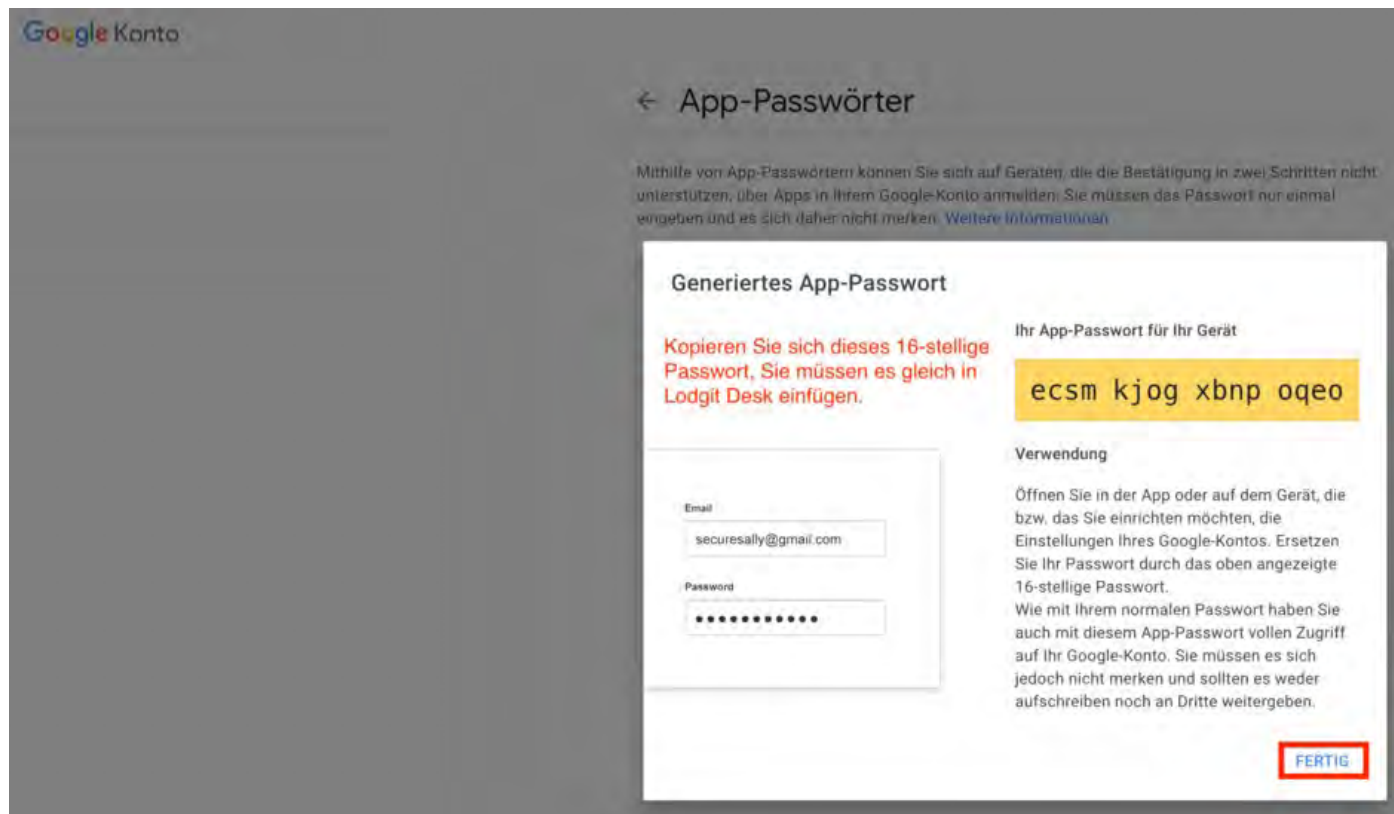 Google Konto
← App-Passwörter
Mithilfe von App-Passwörtern können Sie sich auf Geräten, die die Bestätigung in zwei Schritten nicht
unterstützen, über Apps in Ihrem Google-Konto anmelden. Sie müssen das Passwort nur einmal
eingeben und es sich daher nicht merken. Weitere Informationen
Generiertes App-Passwort
Kopieren Sie sich dieses 16-stellige
Passwort, Sie müssen es gleich in
Lodgit Desk einfügen.
Email
securesally@gmail.com
Password
●●●●●●●●●●●
Ihr App-Passwort für Ihr Gerät
ecsm kjog xbnp oqeo
Verwendung
Öffnen Sie in der App oder auf dem Gerät, die
bzw. das Sie einrichten möchten, die
Einstellungen Ihres Google-Kontos. Ersetzen
Sie Ihr Passwort durch das oben angezeigte
16-stellige Passwort.
Wie mit Ihrem normalen Passwort haben Sie
auch mit diesem App-Passwort vollen Zugriff
auf Ihr Google-Konto. Sie müssen es sich
jedoch nicht merken und sollten es weder
aufschreiben noch an Dritte weitergeben.
FERTIG